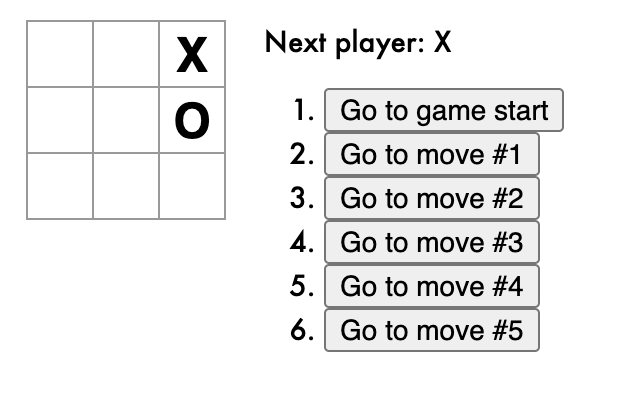 X
O
Next player: X
1. Go to game start
2. Go to move #1
3. Go to move #2
4. Go to move #3
5. Go to move #4
6. Go to move #5